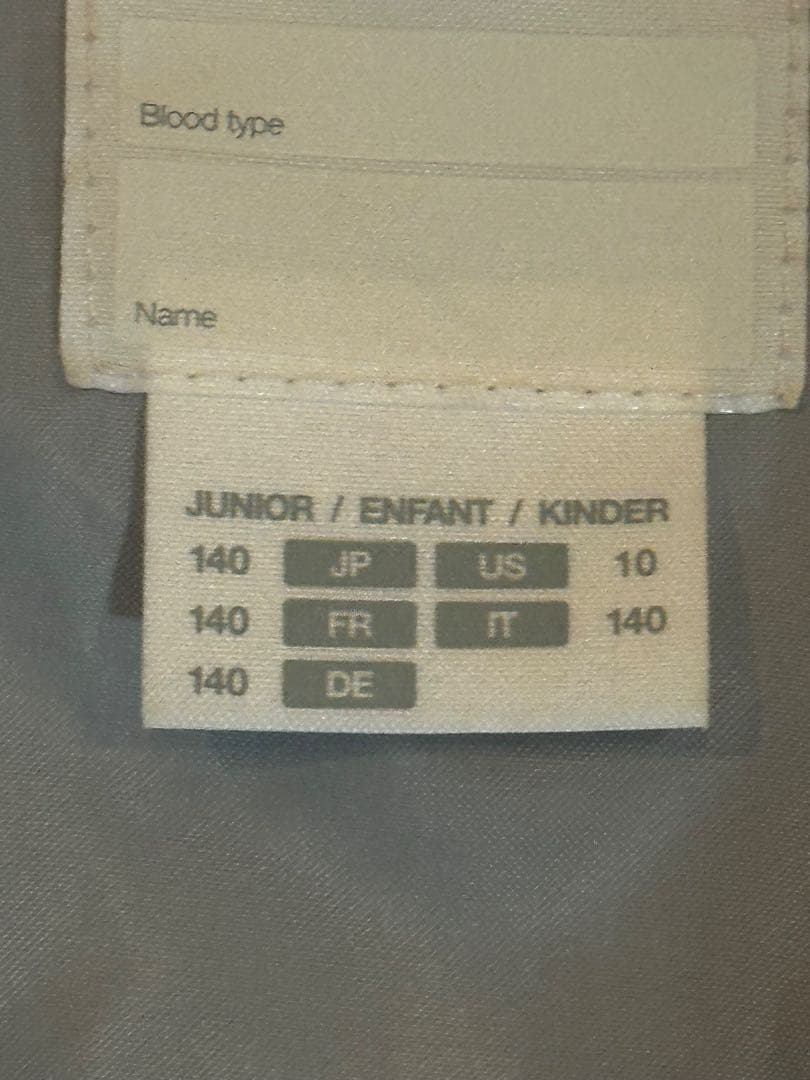 Blood type
Name
JUNIOR / ENFANT / KINDER
140 JP US 10
140 FR IT 140
140 DE